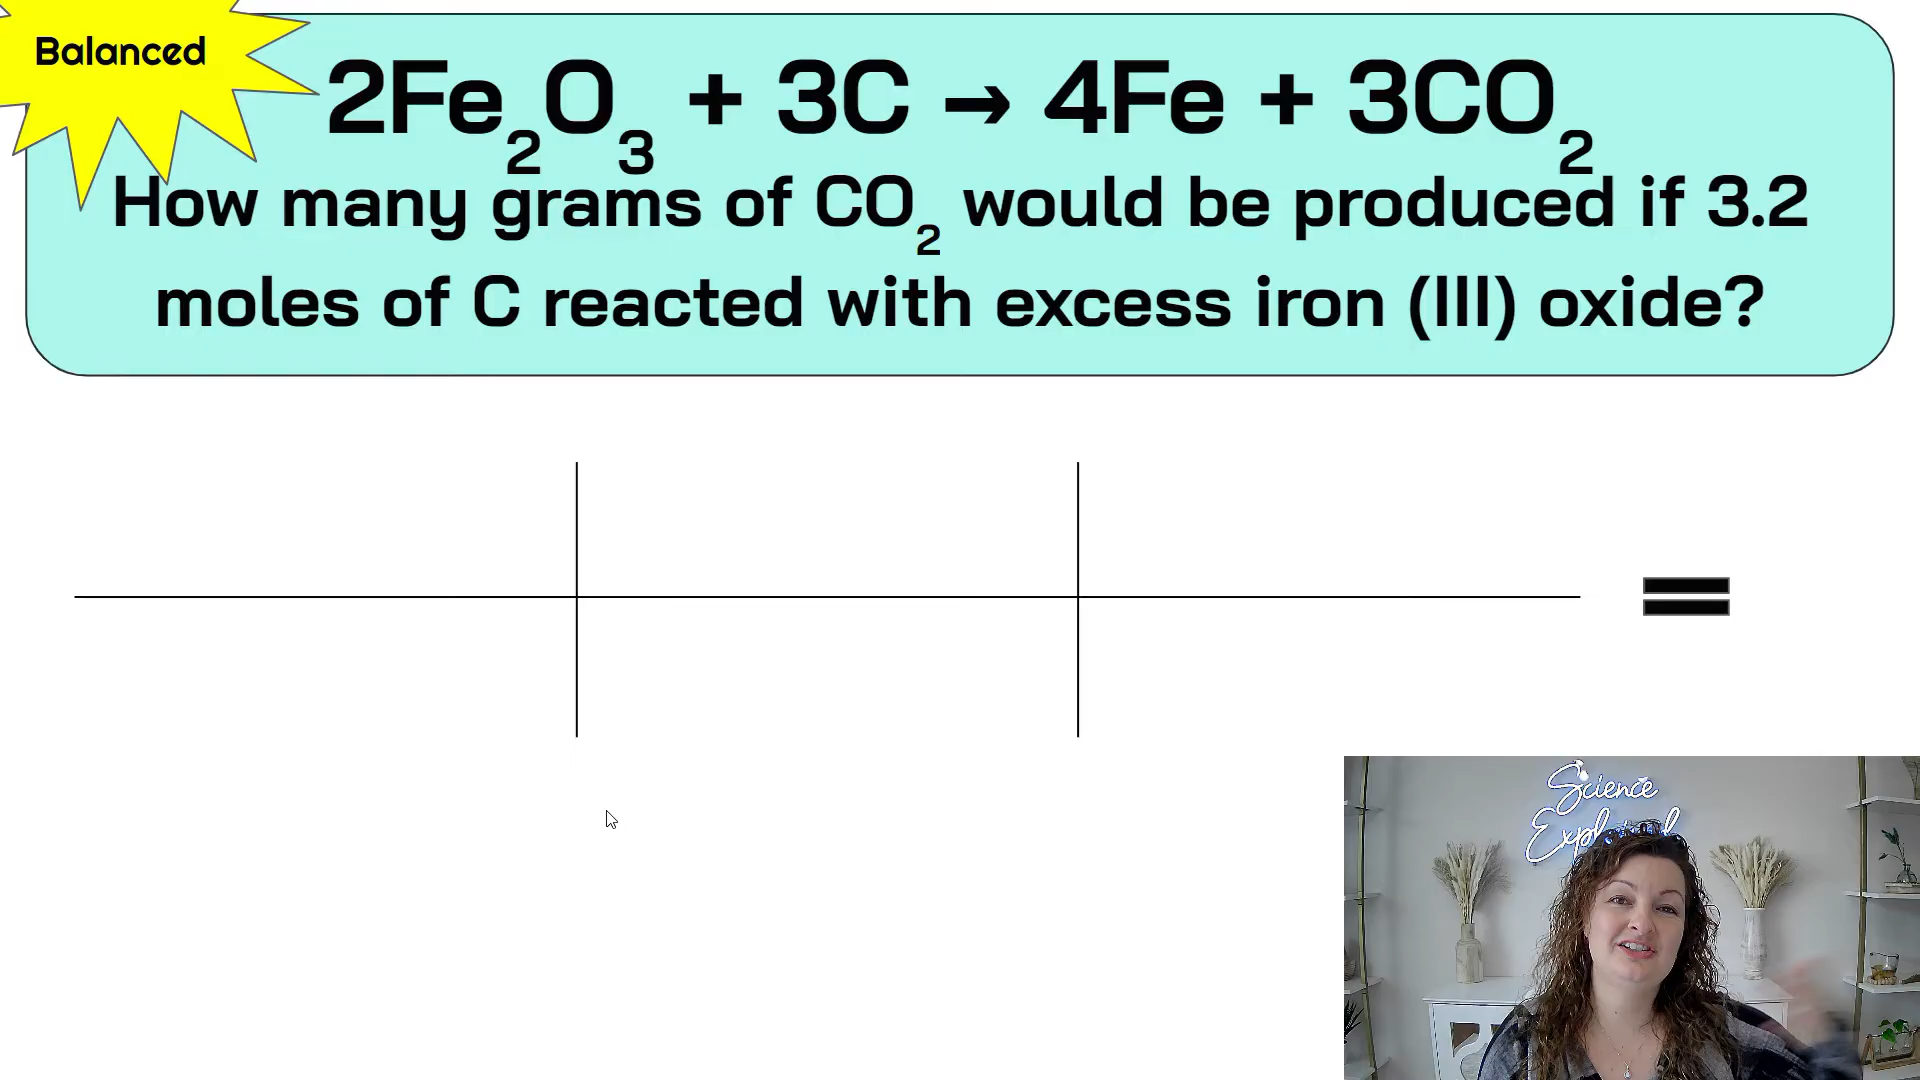 Balanced
2Fe₂O₃ + 3C → 4Fe + 3CO₂
How many grams of CO₂ would be produced if 3.2
moles of C reacted with excess iron (III) oxide?
=
Science